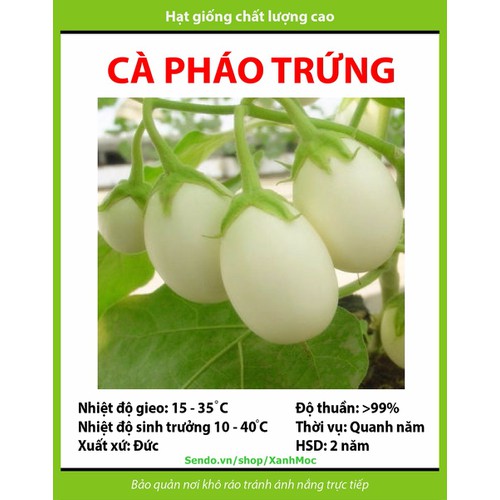 Hạt giống chất lượng cao
CÀ PHÁO TRỨNG
Nhiệt độ gieo: 15 - 35°C
Độ thuần: >99%
Nhiệt độ sinh trưởng 10 - 40°C
Thời vụ: Quanh năm
Xuất xứ: Đức
HSD: 2 năm
Sendo.vn/shop/XanhMoc
Bảo quản nơi khô ráo tránh ánh nắng trực tiếp